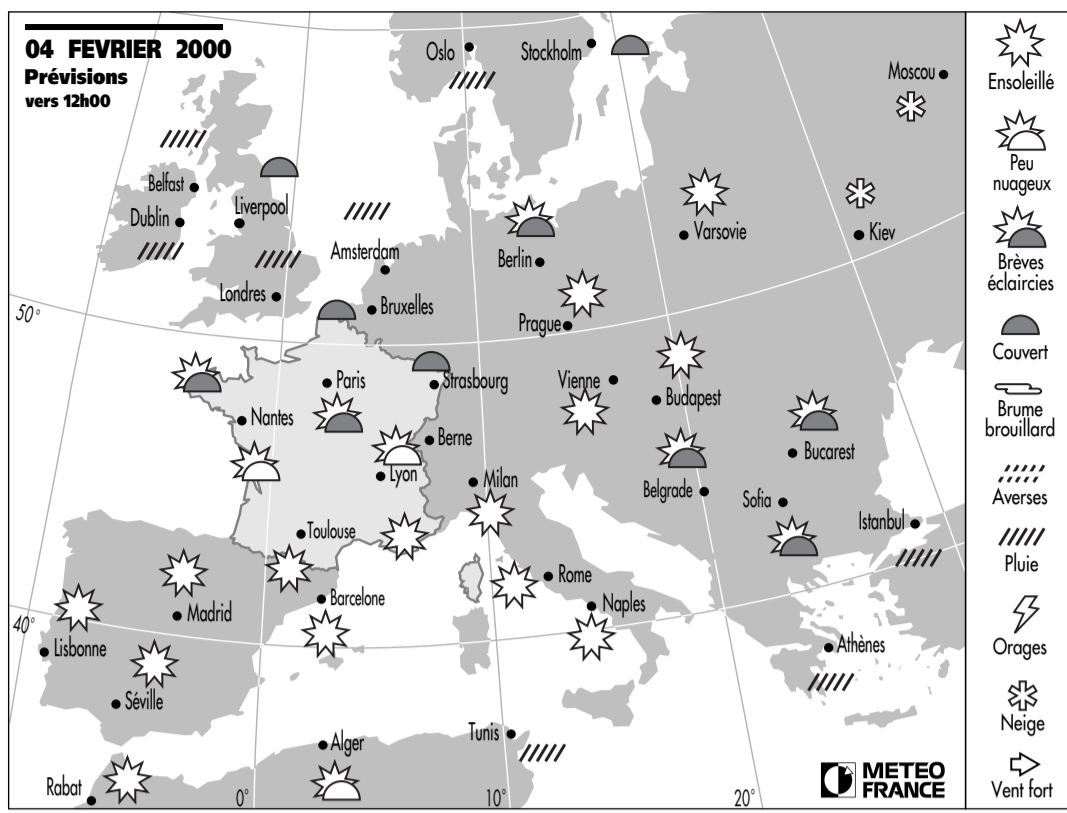 04 FEVRIER 2000
Prévisions
vers 12h00
Oslo
Stockholm
Moscou
Belfast
Dublin
Liverpool
Amsterdam
Londres
Bruxelles
Berlin
Varsovie
Kiev
Prague
50°
Paris
Strasbourg
Vienne
Budapest
Nantes
Berne
Bucarest
Lyon
Milan
Belgrade
Sofia
Istanbul
Toulouse
Rome
Barcelone
Naples
Madrid
40°
Lisbonne
Athènes
Séville
Alger
Tunis
Rabat
0°
10°
20°
METEO
FRANCE
Ensoleillé
Peu
nuageux
Brèves
éclaircies
Couvert
Brume
brouillard
Averses
Pluie
Orages
Neige
Vent fort